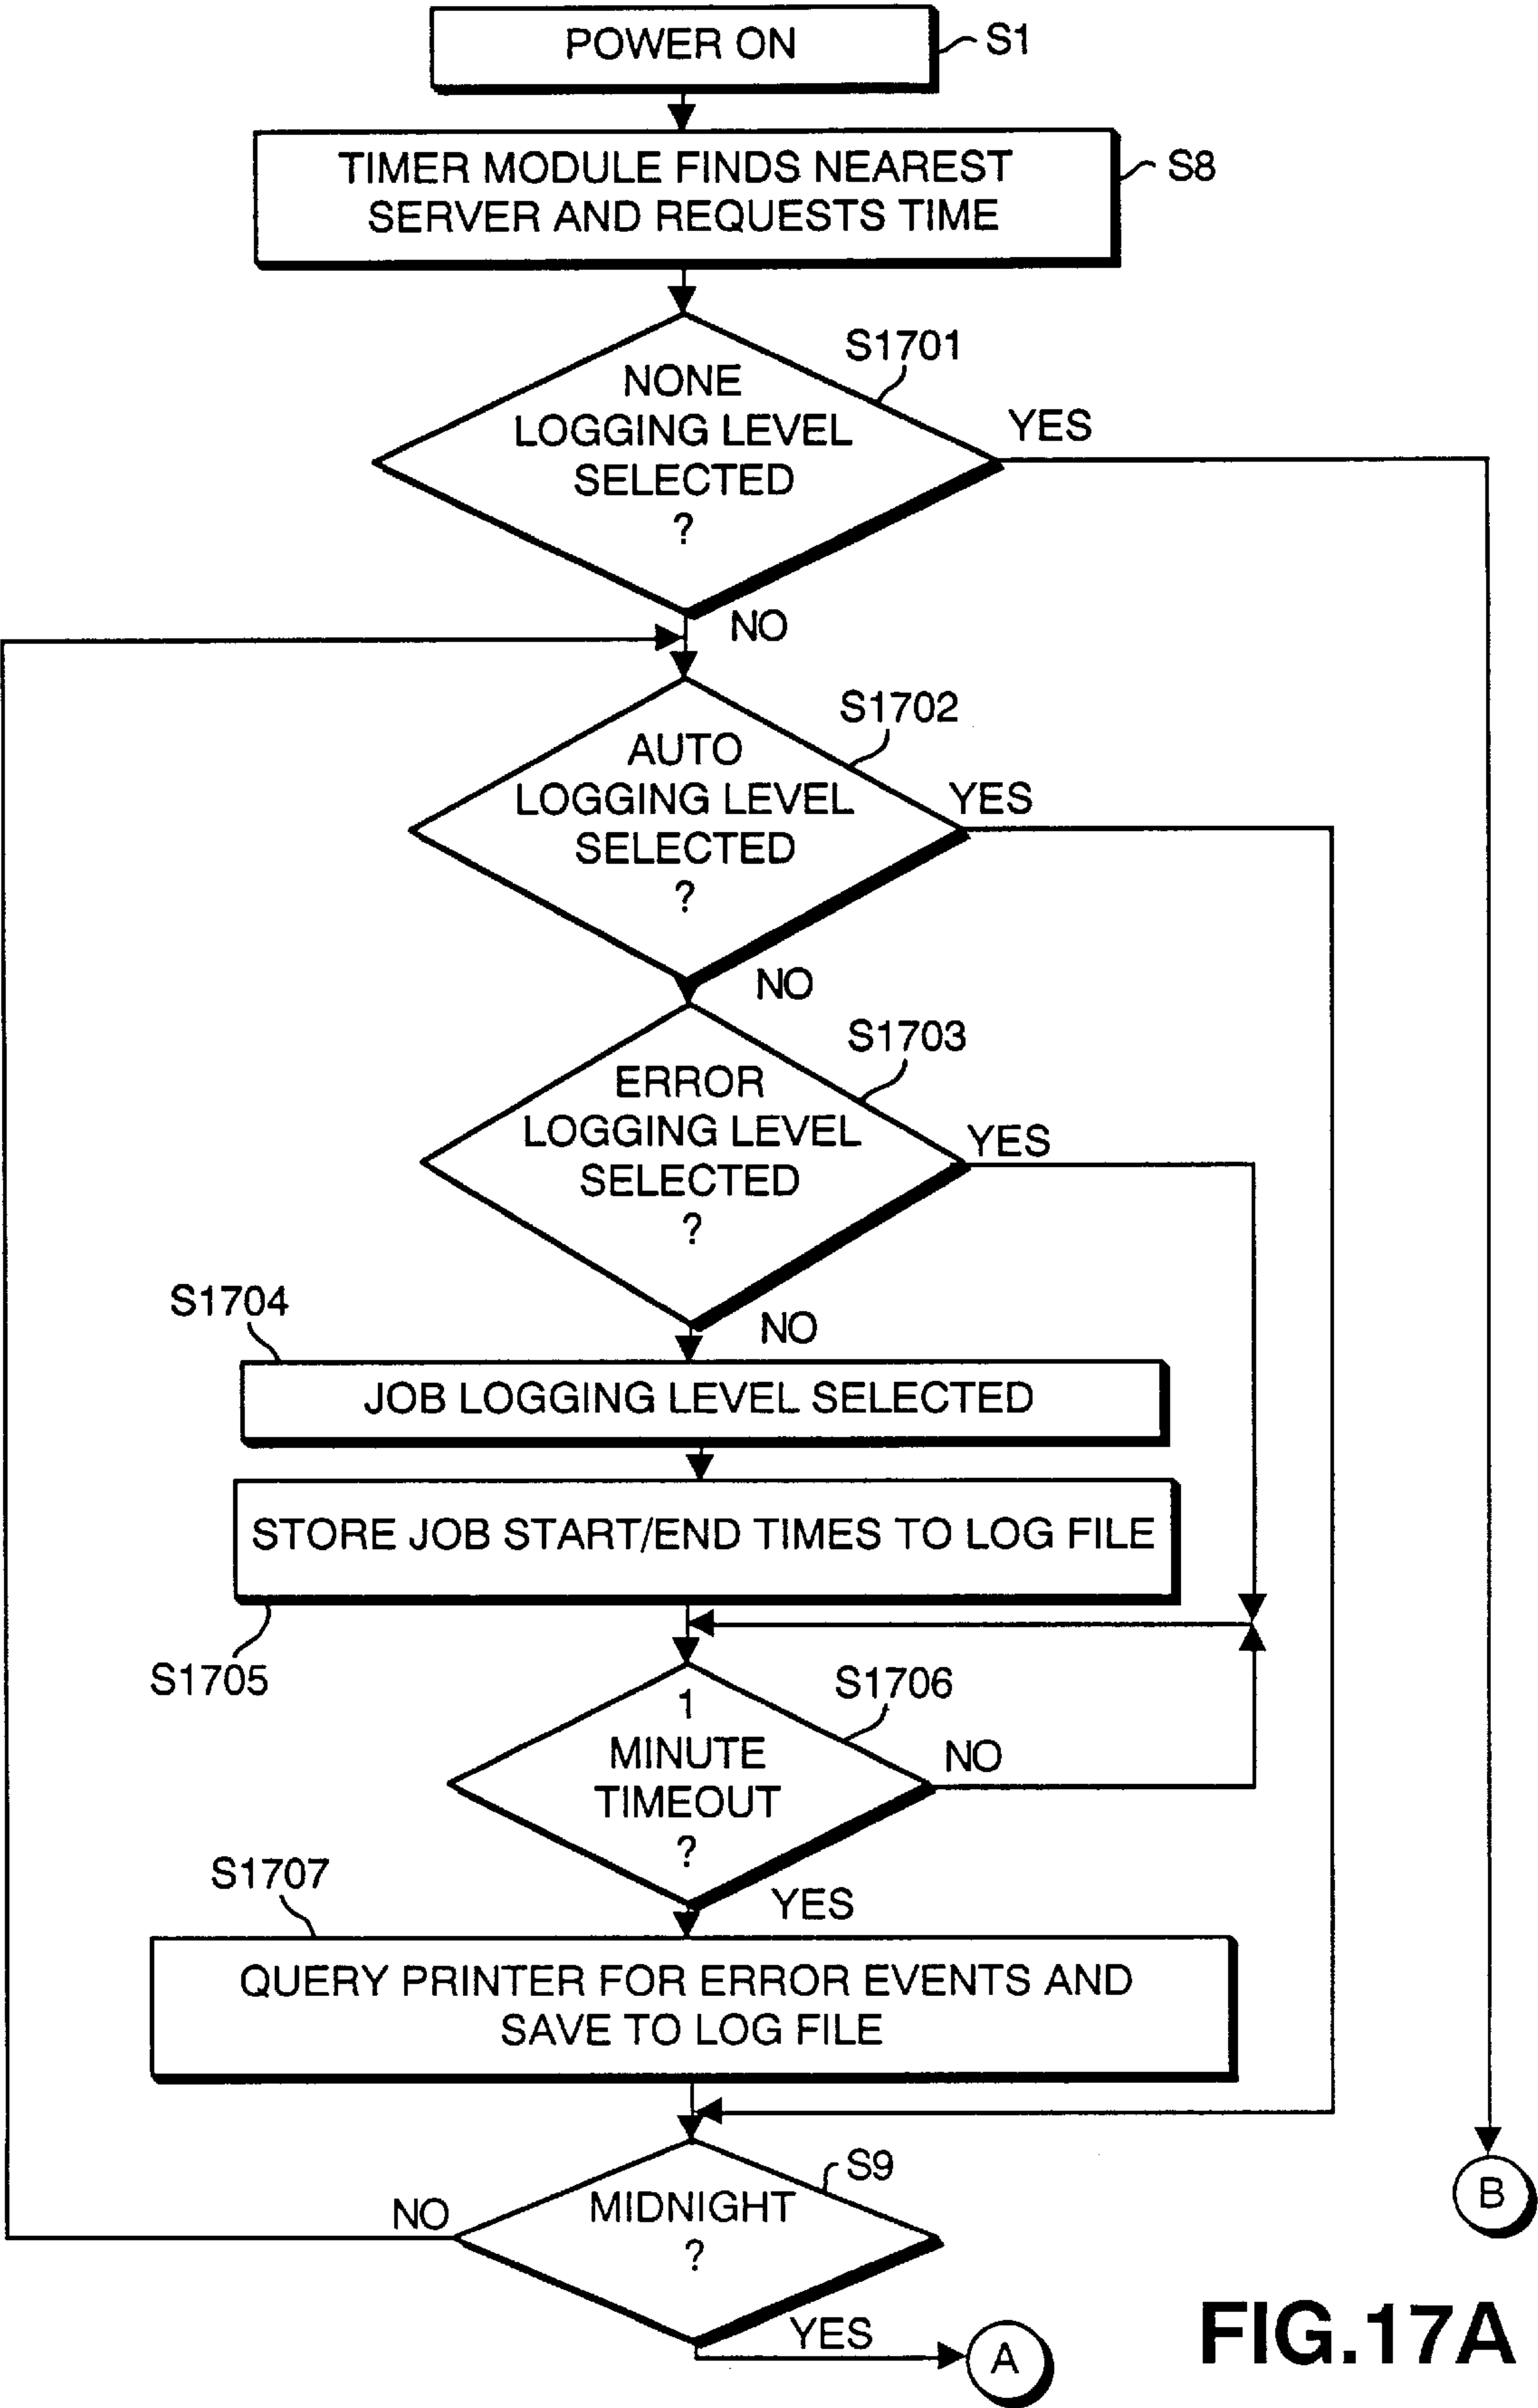 POWER ON
S1
TIMER MODULE FINDS NEAREST
SERVER AND REQUESTS TIME
S8
S1701
NONE
LOGGING LEVEL
SELECTED
?
YES
NO
S1702
AUTO
LOGGING LEVEL
SELECTED
?
YES
NO
S1703
ERROR
LOGGING LEVEL
SELECTED
?
YES
NO
S1704
JOB LOGGING LEVEL SELECTED
STORE JOB START/END TIMES TO LOG FILE
S1705
S1706
1
MINUTE
TIMEOUT
?
NO
YES
S1707
QUERY PRINTER FOR ERROR EVENTS AND
SAVE TO LOG FILE
S9
MIDNIGHT
?
NO
YES
A
B
FIG.17A